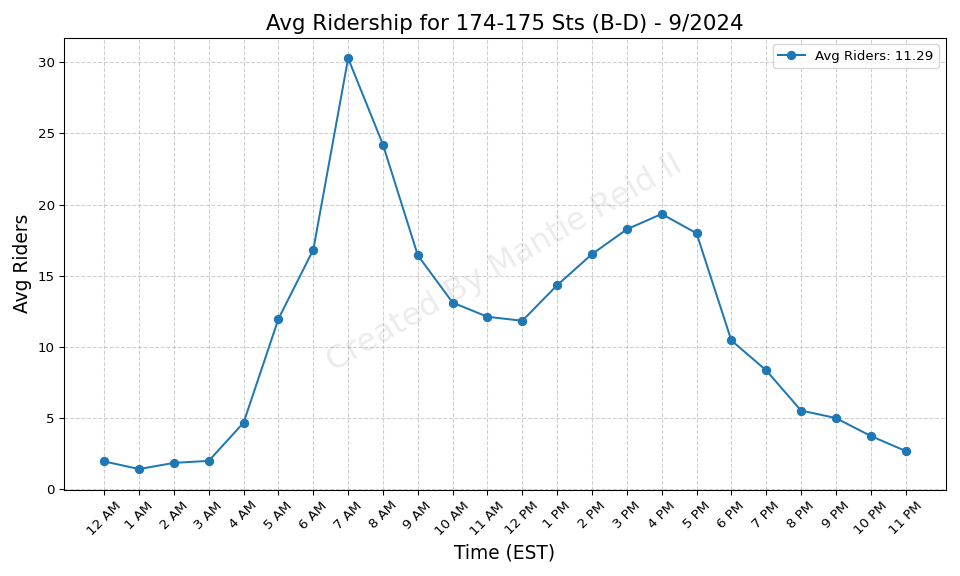 Avg Ridership for 174-175 Sts (B-D) - 9/2024
Avg Riders: 11.29
30
25
20
15
10
5
0
Avg Riders
Created By Mantle Reid II
12 AM
1 AM
2 AM
3 AM
4 AM
5 AM
6 AM
7 AM
8 AM
9 AM
10 AM
11 AM
12 PM
1 PM
2 PM
3 PM
4 PM
5 PM
6 PM
7 PM
8 PM
9 PM
10 PM
11 PM
Time (EST)